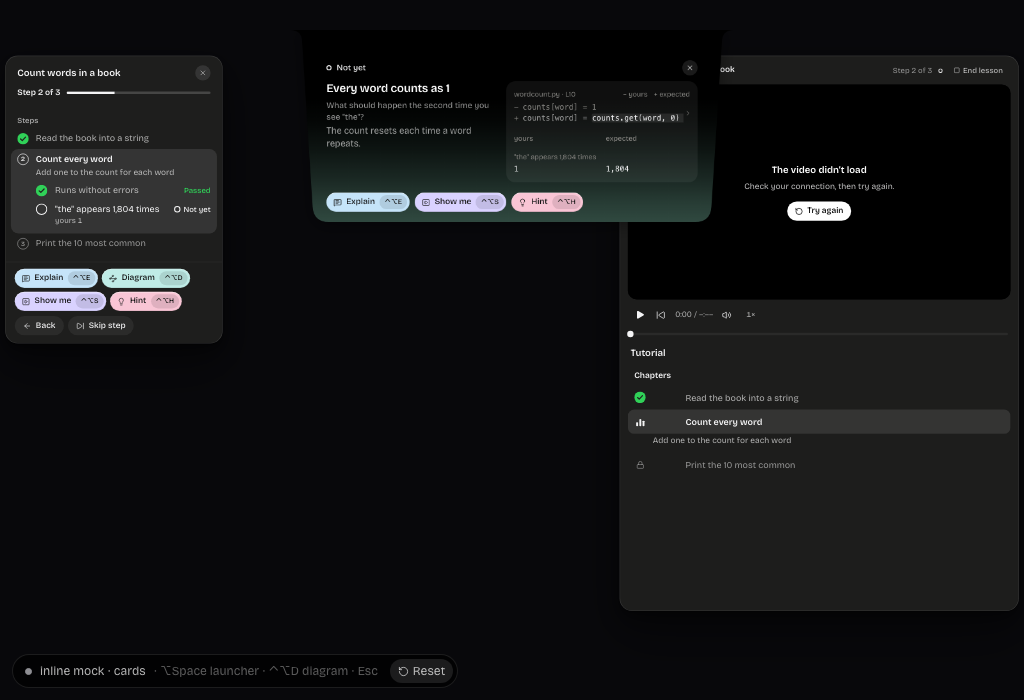 Count words in a book
Step 2 of 3
Steps
Read the book into a string
2 Count every word
Add one to the count for each word
Runs without errors Passed
"the" appears 1,804 times Not yet
yours 1
3 Print the 10 most common
Explain ⌃⌥E Diagram ⌃⌥D
Show me ⌃⌥S Hint ⌃⌥H
Back Skip step
Not yet
Every word counts as 1
What should happen the second time you
see "the"?
The count resets each time a word
repeats.
wordcount.py · L10 − yours + expected
− counts[word] = 1
+ counts[word] = counts.get(word, 0)
yours expected
"the" appears 1,804 times
1 1,804
Explain ⌃⌥E Show me ⌃⌥S Hint ⌃⌥H
ook Step 2 of 3 End lesson
The video didn't load
Check your connection, then try again.
Try again
0:00 / –:–– 1×
Tutorial
Chapters
Read the book into a string
Count every word
Add one to the count for each word
Print the 10 most common
inline mock · cards · ⌥Space launcher · ⌃⌥D diagram · Esc Reset